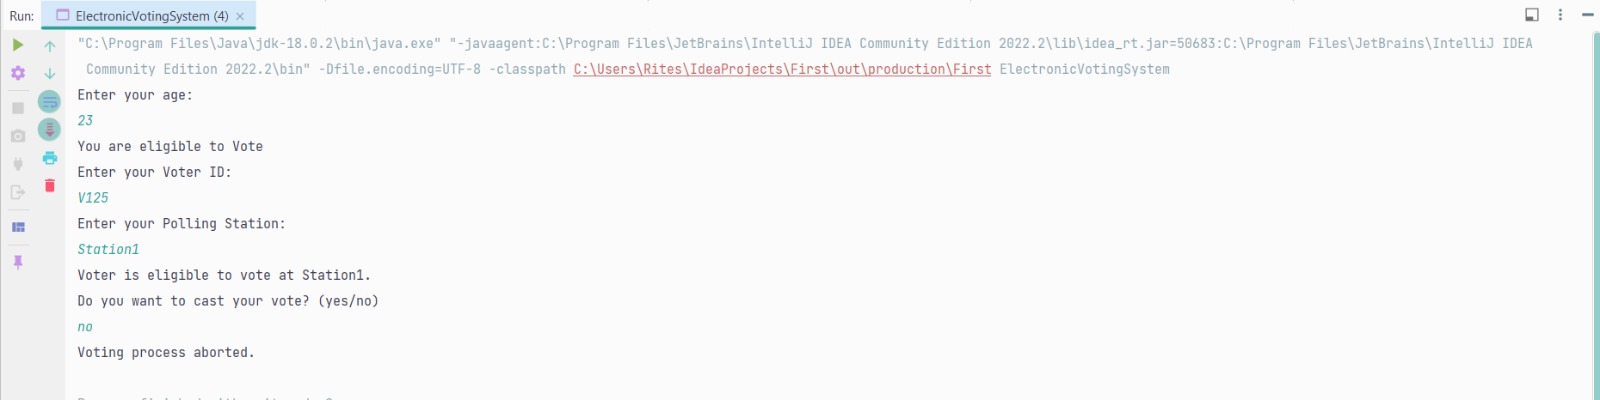 Run: ElectronicVotingSystem (4)
"C:\Program Files\Java\jdk-18.0.2\bin\java.exe" "-javaagent:C:\Program Files\JetBrains\IntelliJ IDEA Community Edition 2022.2\lib\idea_rt.jar=50683:C:\Program Files\JetBrains\IntelliJ IDEA
Community Edition 2022.2\bin" -Dfile.encoding=UTF-8 -classpath C:\Users\Rites\IdeaProjects\First\out\production\First ElectronicVotingSystem
Enter your age:
23
You are eligible to Vote
Enter your Voter ID:
V125
Enter your Polling Station:
Station1
Voter is eligible to vote at Station1.
Do you want to cast your vote? (yes/no)
no
Voting process aborted.